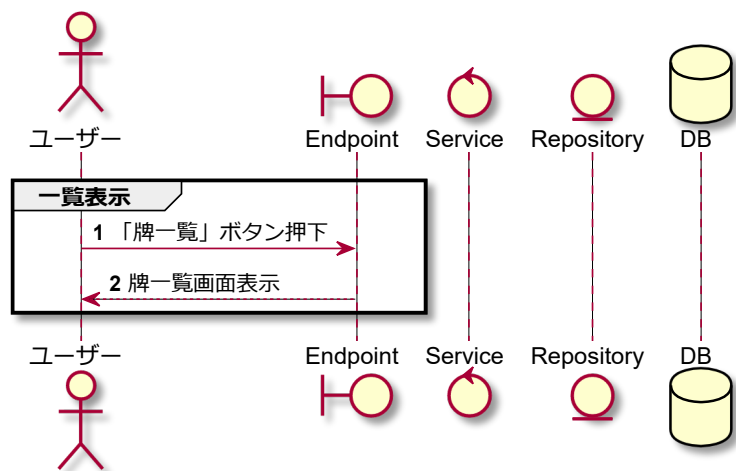 ユーザー
Endpoint
Service
Repository
DB
一覧表示
1 「牌一覧」ボタン押下
2 牌一覧画面表示
ユーザー
Endpoint
Service
Repository
DB